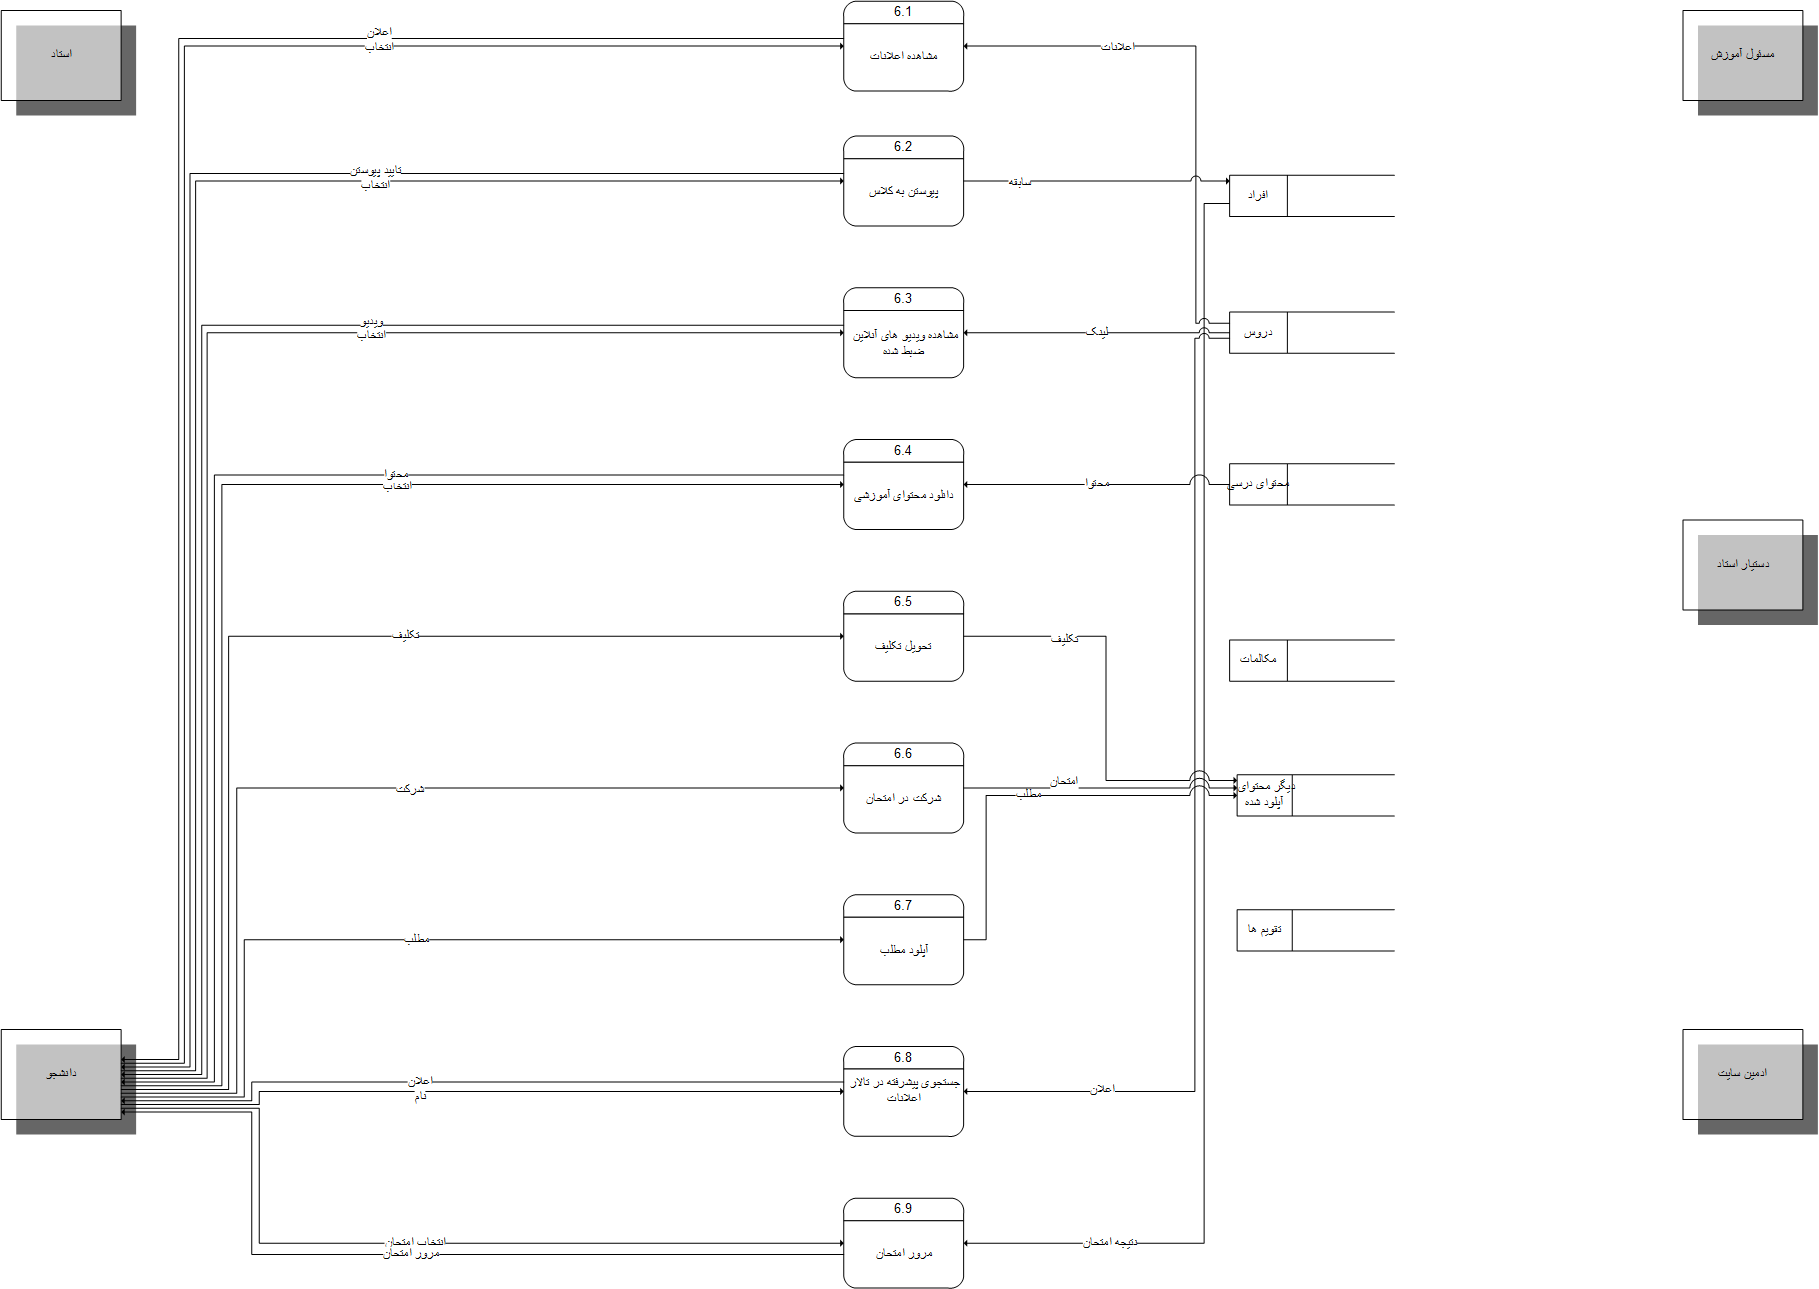 6.1
مشاهده اعلانات
استاد
مسئول آموزش
اعلان
انتخاب
اعلانات
6.2
پیوستن به کلاس
تایید پیوستن
انتخاب
سابقه
افراد
6.3
مشاهده ویدیو های آنلاین
ضبط شده
ویدیو
انتخاب
لینک
دروس
6.4
دانلود محتوای آموزشی
محتوا
انتخاب
محتوا
محتوای درسی
دستیار استاد
6.5
تحویل تکلیف
تکلیف
تکلیف
مکالمات
6.6
شرکت در امتحان
شرکت
امتحان
مطلب
دیگر محتوای
آپلود شده
6.7
آپلود مطلب
مطلب
تقویم ها
6.8
جستجوی پیشرفته در تالار
اعلانات
دانشجو
اعلان
نام
اعلان
ادمین سایت
6.9
مرور امتحان
انتخاب امتحان
مرور امتحان
نتیجه امتحان